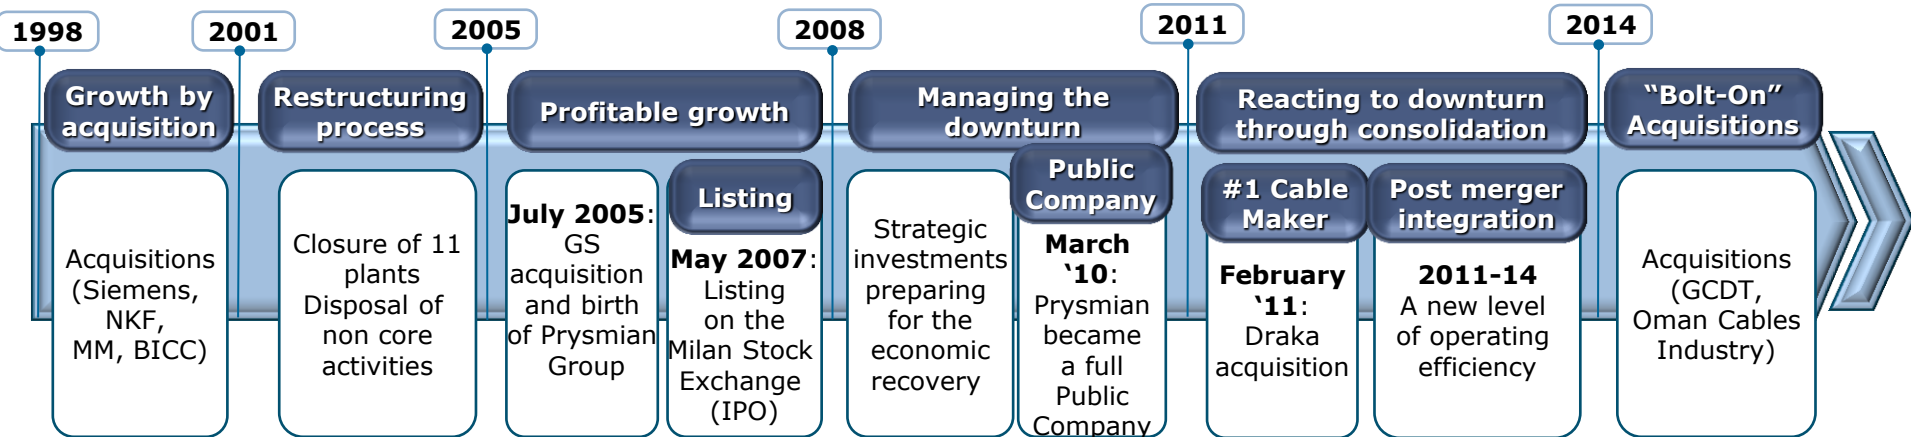 1998
2001
2005
2008
2011
2014
Growth by
acquisition
Restructuring
process
Profitable growth
Managing the
downturn
Reacting to downturn
through consolidation
“Bolt-On”
Acquisitions
Acquisitions
(Siemens,
NKF,
MM, BICC)
Closure of 11
plants
Disposal of
non core
activities
July 2005:
GS
acquisition
and birth
of Prysmian
Group
Listing
May 2007:
Listing
on the
Milan Stock
Exchange
(IPO)
Strategic
investments
preparing
for the
economic
recovery
Public
Company
March
‘10:
Prysmian
became
a full
Public
Company
#1 Cable
Maker
February
‘11:
Draka
acquisition
Post merger
integration
2011-14
A new level
of operating
efficiency
Acquisitions
(GCDT,
Oman Cables
Industry)